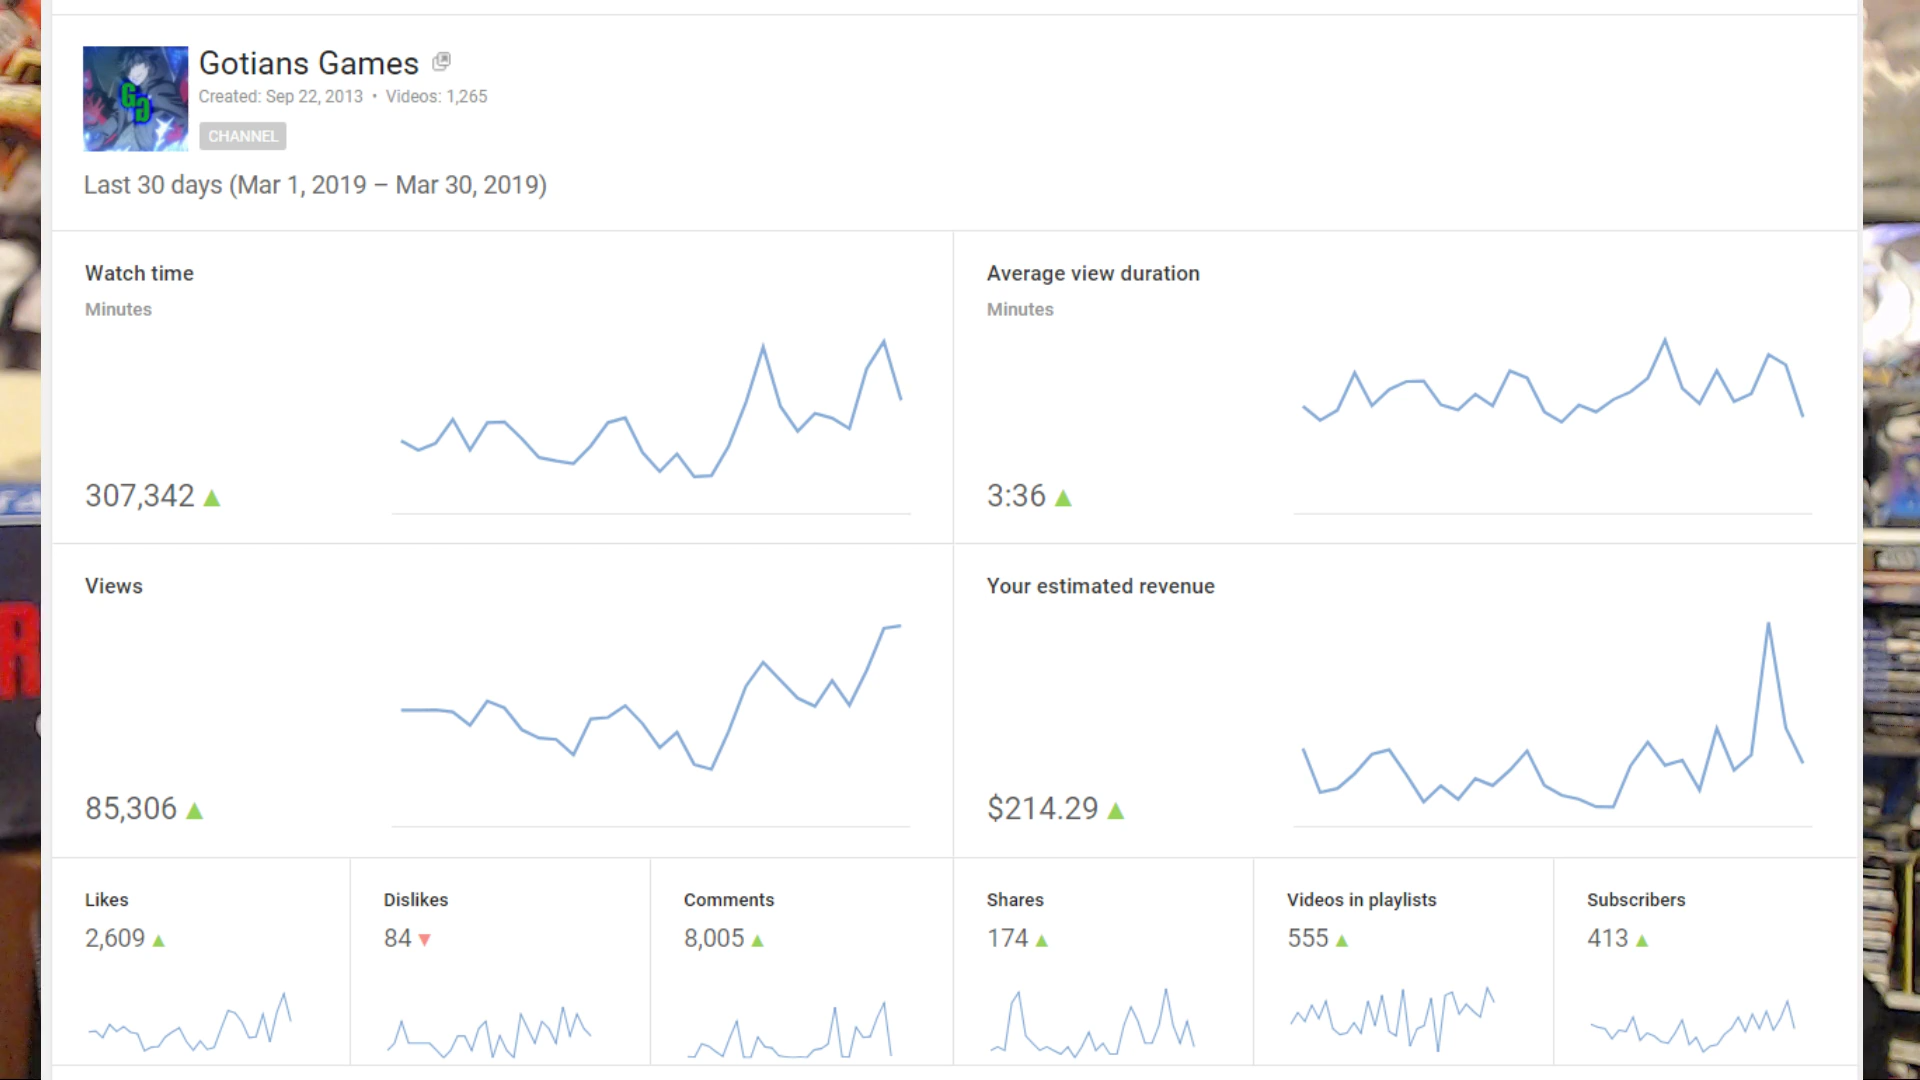 Gotians Games
Created: Sep 22, 2013 • Videos: 1,265
CHANNEL
Last 30 days (Mar 1, 2019 – Mar 30, 2019)
Watch time
Minutes
307,342
Average view duration
Minutes
3:36
Views
85,306
Your estimated revenue
$214.29
Likes
2,609
Dislikes
84
Comments
8,005
Shares
174
Videos in playlists
555
Subscribers
413
GG
R